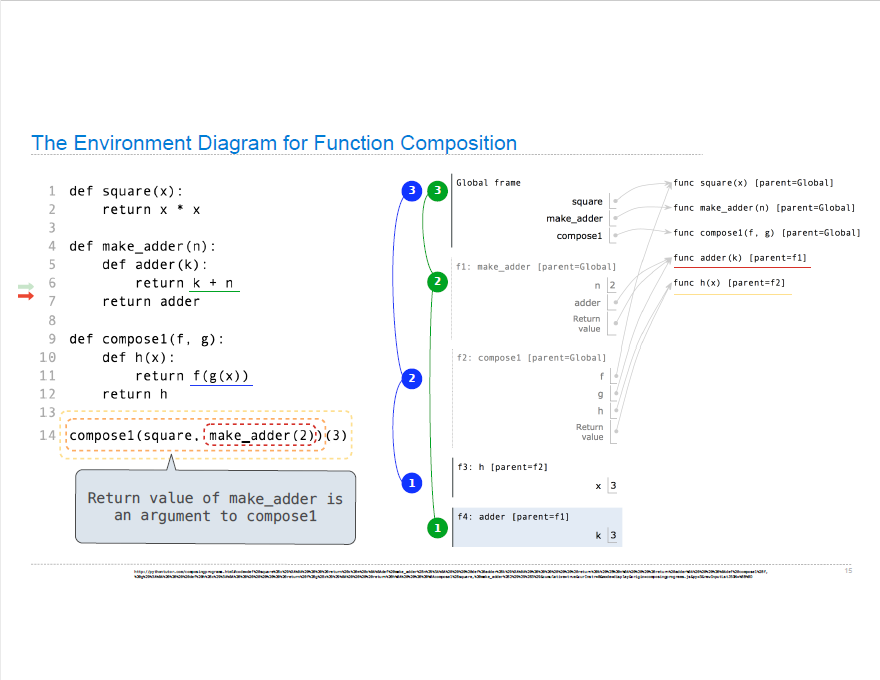 The Environment Diagram for Function Composition
1 def square(x):
2 return x * x
3
4 def make_adder(n):
5 def adder(k):
6 return k + n
7 return adder
8
9 def compose1(f, g):
10 def h(x):
11 return f(g(x))
12 return h
13
14 compose1(square, make_adder(2))(3)
Return value of make_adder is
an argument to compose1
3 3 Global frame
square
make_adder
compose1
func square(x) [parent=Global]
func make_adder(n) [parent=Global]
func compose1(f, g) [parent=Global]
func adder(k) [parent=f1]
func h(x) [parent=f2]
f1: make_adder [parent=Global]
2
n 2
adder
Return
value
f2: compose1 [parent=Global]
2
f
g
h
Return
value
f3: h [parent=f2]
1
x 3
f4: adder [parent=f1]
1
k 3
15